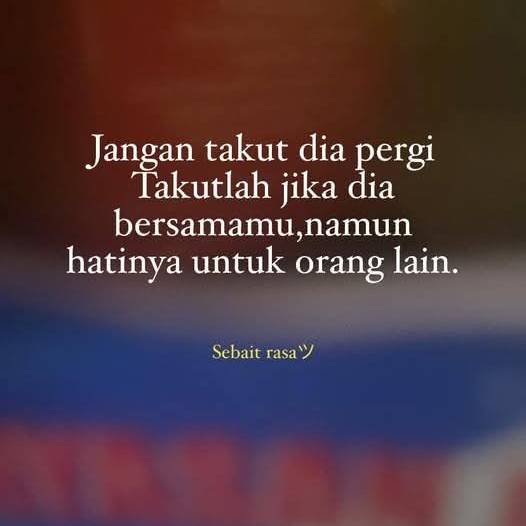 Jangan takut dia pergi
Takutlah jika dia
bersamamu,namun
hatinya untuk orang lain.
Sebait rasaツ